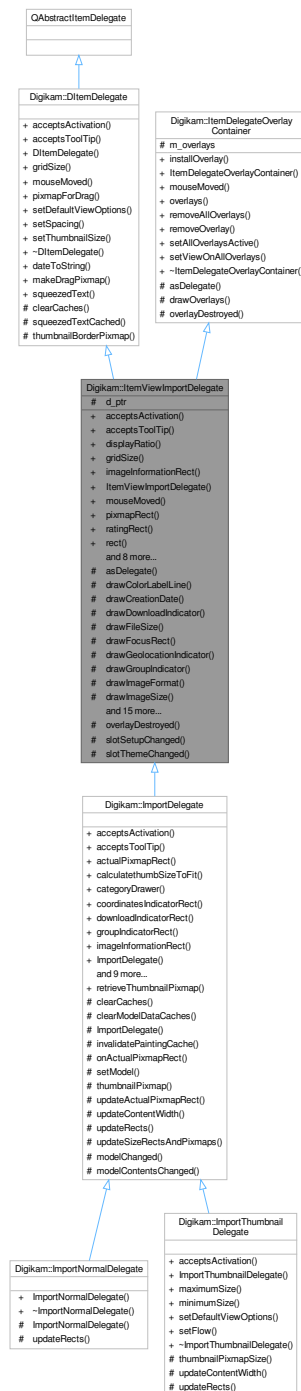 QAbstractItemDelegate
Digikam::DItemDelegate
+ acceptsActivation()
+ acceptsToolTip()
+ DItemDelegate()
+ gridSize()
+ mouseMoved()
+ pixmapForDrag()
+ setDefaultViewOptions()
+ setSpacing()
+ setThumbnailSize()
+ ~DItemDelegate()
+ dateToString()
+ makeDragPixmap()
+ squeezedText()
# clearCaches()
# squeezedTextCached()
# thumbnailBorderPixmap()
Digikam::ItemDelegateOverlay
Container
# m_overlays
+ installOverlay()
+ ItemDelegateOverlayContainer()
+ mouseMoved()
+ overlays()
+ removeAllOverlays()
+ removeOverlay()
+ setAllOverlaysActive()
+ setViewOnAllOverlays()
+ ~ItemDelegateOverlayContainer()
# asDelegate()
# drawOverlays()
# overlayDestroyed()
Digikam::ItemViewImportDelegate
# d_ptr
+ acceptsActivation()
+ acceptsToolTip()
+ displayRatio()
+ gridSize()
+ imageInformationRect()
+ ItemViewImportDelegate()
+ mouseMoved()
+ pixmapRect()
+ ratingRect()
+ rect()
and 8 more...
# asDelegate()
# drawColorLabelLine()
# drawCreationDate()
# drawDownloadIndicator()
# drawFileSize()
# drawFocusRect()
# drawGeolocationIndicator()
# drawGroupIndicator()
# drawImageFormat()
# drawImageSize()
and 15 more...
# overlayDestroyed()
# slotSetupChanged()
# slotThemeChanged()
Digikam::ImportDelegate
+ acceptsActivation()
+ acceptsToolTip()
+ actualPixmapRect()
+ calculatethumbSizeToFit()
+ categoryDrawer()
+ coordinatesIndicatorRect()
+ downloadIndicatorRect()
+ groupIndicatorRect()
+ imageInformationRect()
+ ImportDelegate()
and 9 more...
+ retrieveThumbnailPixmap()
# clearCaches()
# clearModelDataCaches()
# ImportDelegate()
# invalidatePaintingCache()
# onActualPixmapRect()
# setModel()
# thumbnailPixmap()
# updateActualPixmapRect()
# updateContentWidth()
# updateRects()
# updateSizeRectsAndPixmaps()
# modelChanged()
# modelContentsChanged()
Digikam::ImportNormalDelegate
+ ImportNormalDelegate()
+ ~ImportNormalDelegate()
# ImportNormalDelegate()
# updateRects()
Digikam::ImportThumbnail
Delegate
+ acceptsActivation()
+ ImportThumbnailDelegate()
+ maximumSize()
+ minimumSize()
+ setDefaultViewOptions()
+ setFlow()
+ ~ImportThumbnailDelegate()
# thumbnailPixmapSize()
# updateContentWidth()
# updateRects()